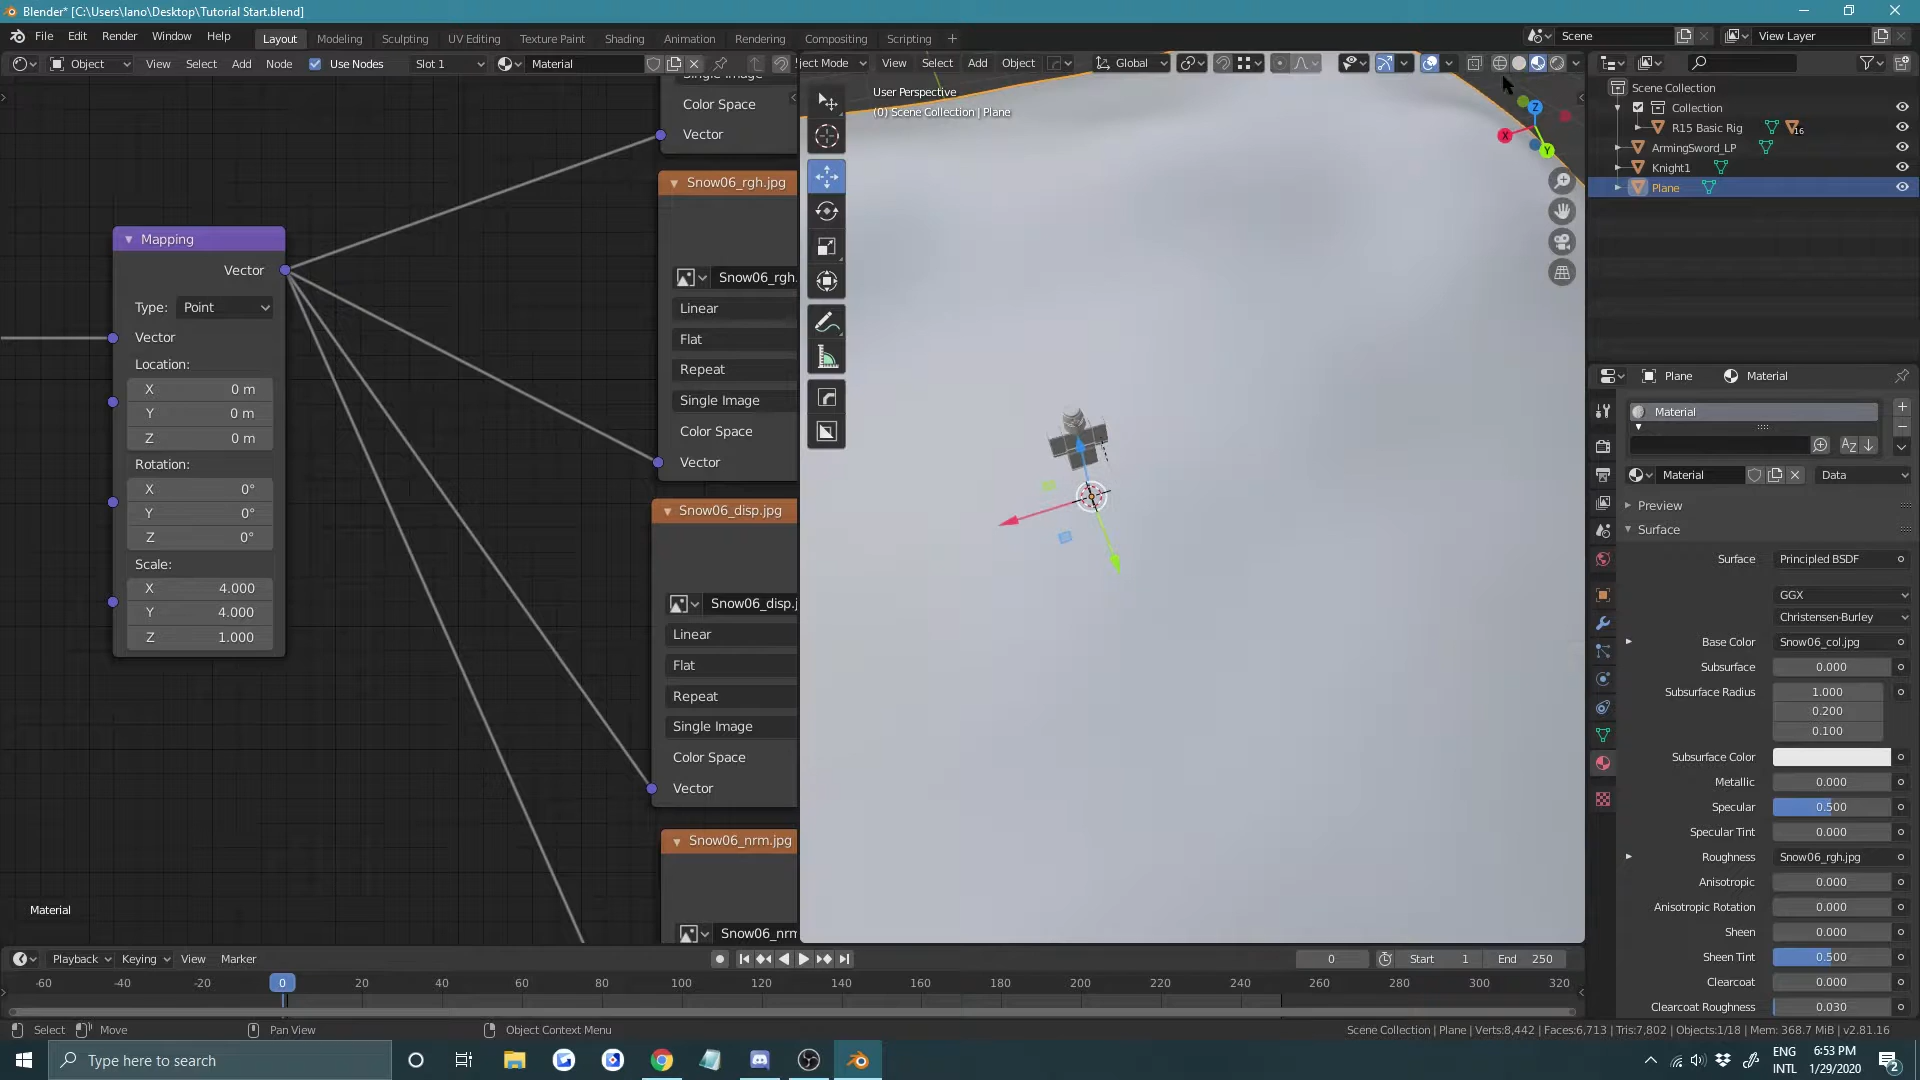 Blender* [C:\Users\Iano\Desktop\Tutorial Start.blend]
File Edit Render Window Help Layout Modeling Sculpting UV Editing Texture Paint Shading Animation Rendering Compositing Scripting + Scene View Layer
Object View Select Add Node Use Nodes Slot 1 Material ject Mode View Select Add Object Global
User Perspective
(0) Scene Collection | Plane
Z
X
Y
Scene Collection
Collection
R15 Basic Rig 16
ArmingSword_LP
Knight1
Plane
Color Space
Vector
Snow06_rgh.jpg
Snow06_rgh.
Linear
Flat
Repeat
Single Image
Color Space
Vector
Snow06_disp.jpg
Snow06_disp.j
Linear
Flat
Repeat
Single Image
Color Space
Vector
Snow06_nrm.jpg
Snow06_nrm
Mapping
Vector
Type: Point
Vector
Location:
X 0 m
Y 0 m
Z 0 m
Rotation:
X 0°
Y 0°
Z 0°
Scale:
X 4.000
Y 4.000
Z 1.000
Material
Plane Material
Material
Material Data
Preview
Surface
Surface Principled BSDF
GGX
Christensen-Burley
Base Color Snow06_col.jpg
Subsurface 0.000
Subsurface Radius 1.000
0.200
0.100
Subsurface Color
Metallic 0.000
Specular 0.500
Specular Tint 0.000
Roughness Snow06_rgh.jpg
Anisotropic 0.000
Anisotropic Rotation 0.000
Sheen 0.000
Sheen Tint 0.500
Clearcoat 0.000
Clearcoat Roughness 0.030
Playback Keying View Marker 0 Start 1 End 250
-60 -40 -20 0 20 40 60 80 100 120 140 160 180 200 220 240 260 280 300 320
Select Move Pan View Object Context Menu Scene Collection | Plane | Verts:8,442 | Faces:6,713 | Tris:7,802 | Objects:1/18 | Mem: 368.7 MiB | v2.81.16
Type here to search
ENG
INTL
6:53 PM
1/29/2020
2